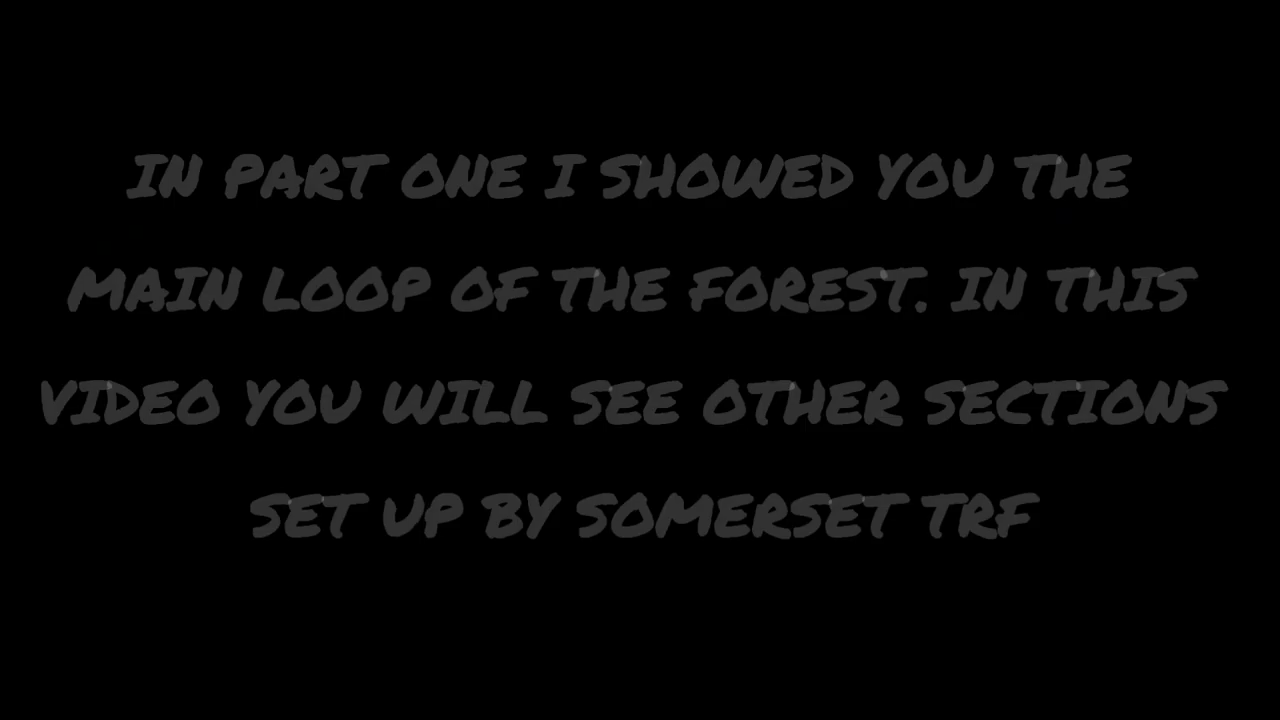 IN PART ONE I SHOWED YOU THE
MAIN LOOP OF THE FOREST. IN THIS
VIDEO YOU WILL SEE OTHER SECTIONS
SET UP BY SOMERSET TRF